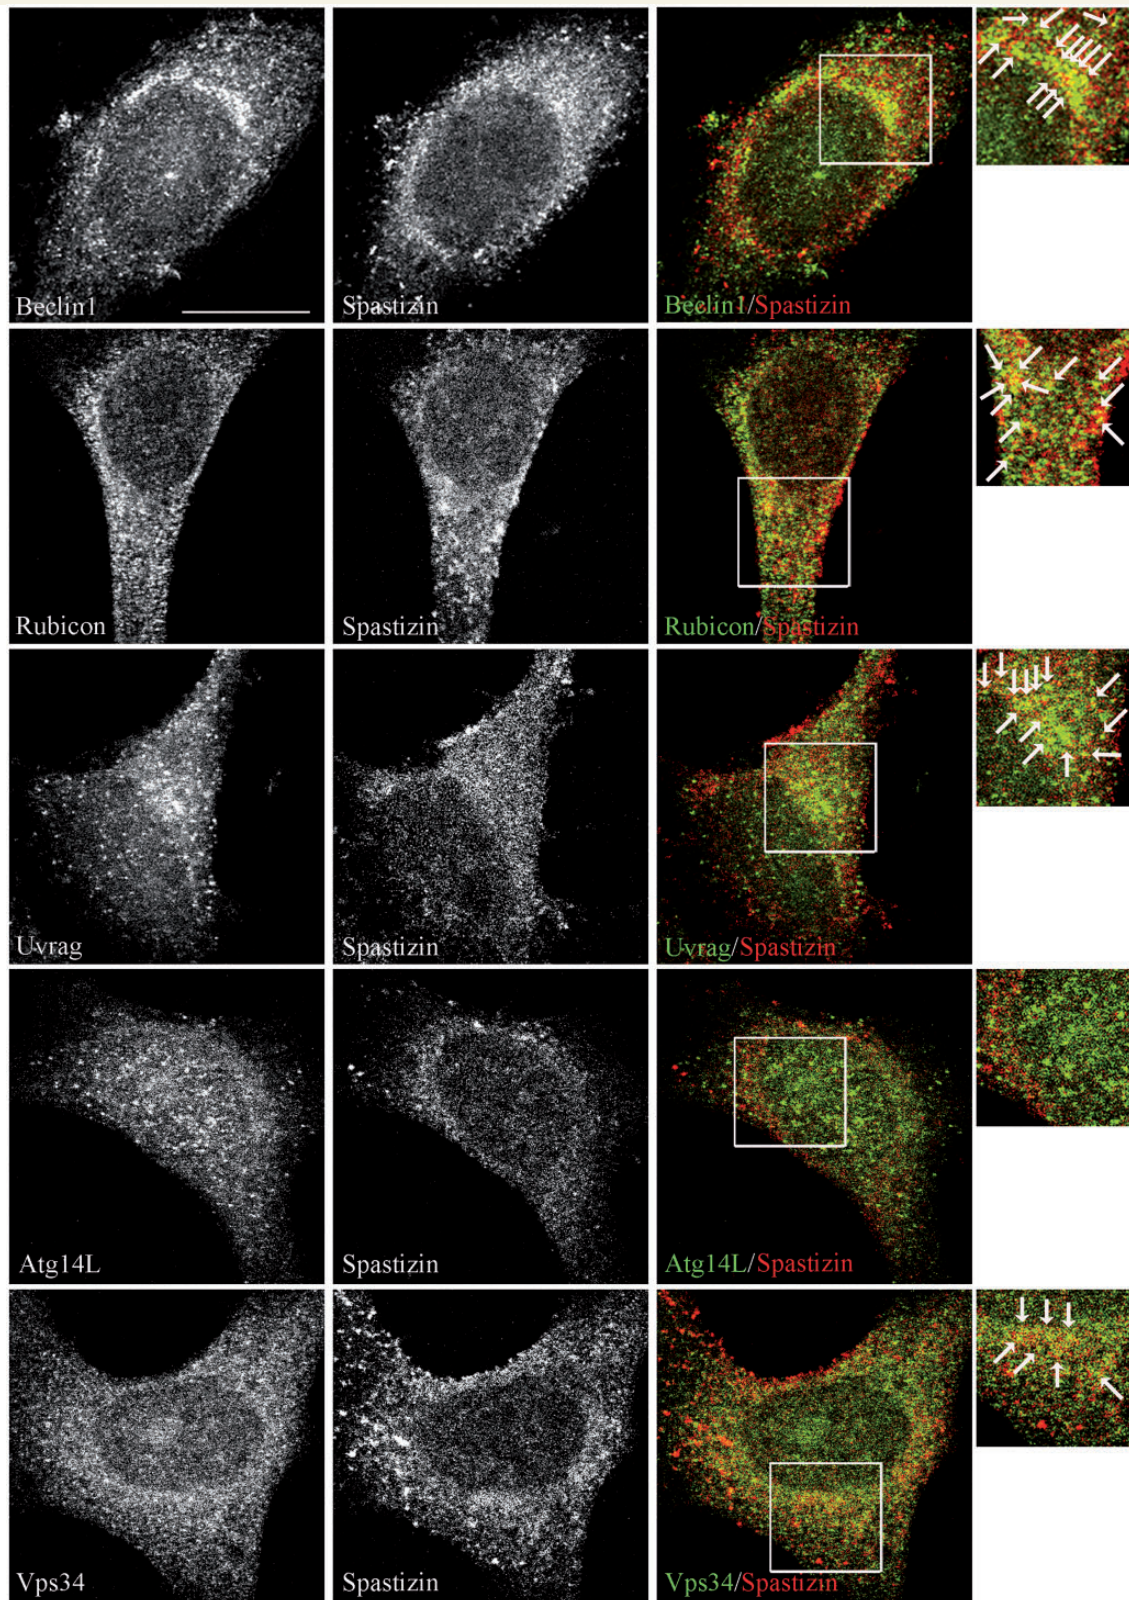 Beclin1
Spastizin
Beclin1/Spastizin
Rubicon
Spastizin
Rubicon/Spastizin
Uvrag
Spastizin
Uvrag/Spastizin
Atg14L
Spastizin
Atg14L/Spastizin
Vps34
Spastizin
Vps34/Spastizin